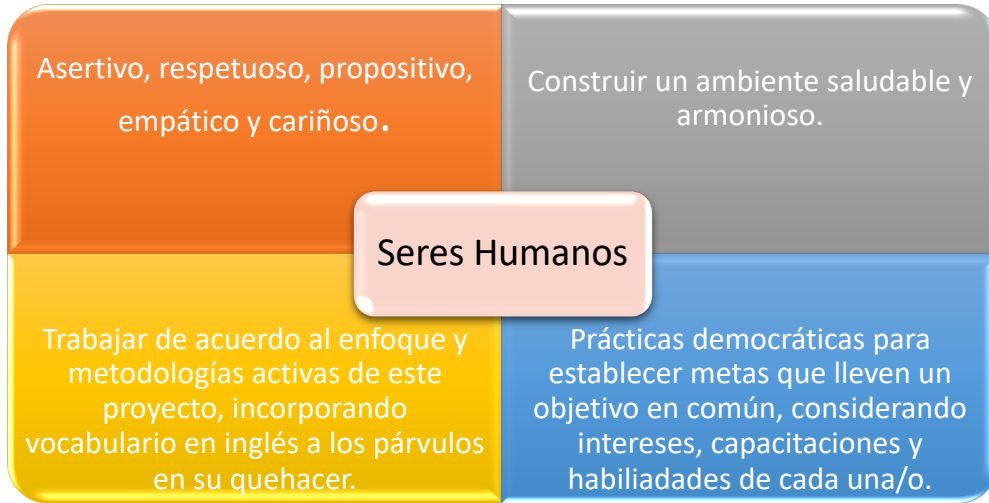 Asertivo, respetuoso, propositivo,
empático y cariñoso.
Construir un ambiente saludable y
armonioso.
Seres Humanos
Trabajar de acuerdo al enfoque y
metodologías activas de este
proyecto, incorporando
vocabulario en inglés a los párvulos
en su quehacer.
Prácticas democráticas para
establecer metas que lleven un
objetivo en común, considerando
intereses, capacitaciones y
habiliadades de cada una/o.